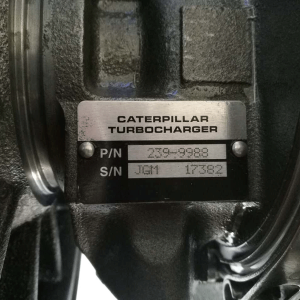 CATERPILLAR
TURBOCHARGER
P/N 239-9988
S/N JGM 17382